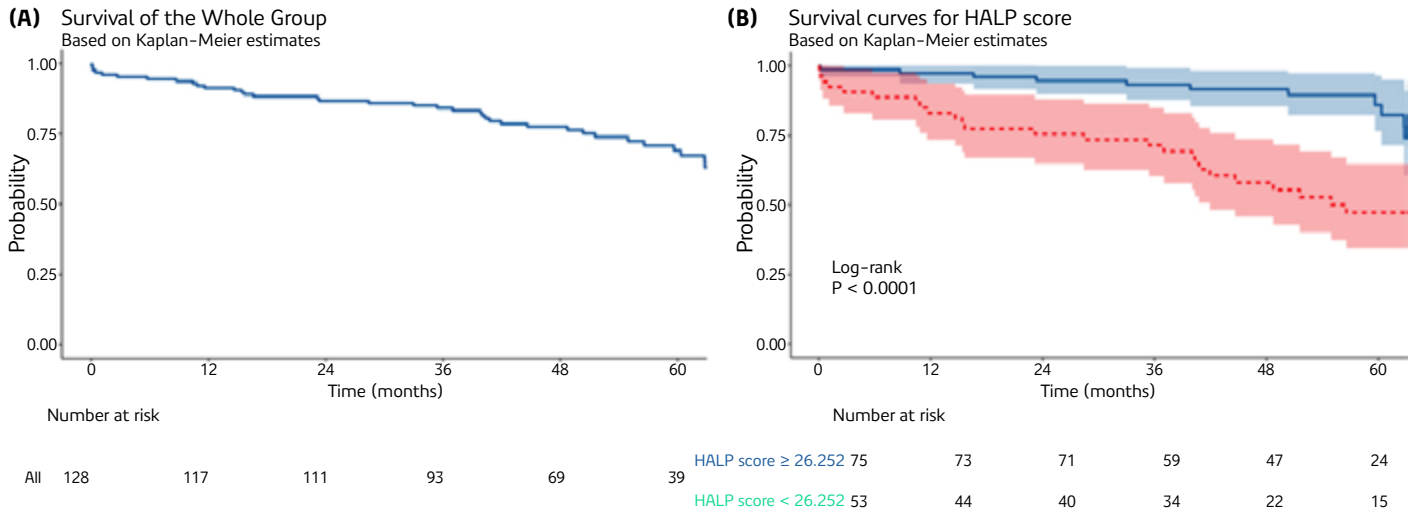 (A) Survival of the Whole Group
Based on Kaplan-Meier estimates
1.00
0.75
0.50
0.25
0.00
Probability
0 12 24 36 48 60
Time (months)
Number at risk
All 128 117 111 93 69 39
(B) Survival curves for HALP score
Based on Kaplan-Meier estimates
1.00
0.75
0.50
0.25
0.00
Probability
Log-rank
P < 0.0001
0 12 24 36 48 60
Time (months)
Number at risk
HALP score ≥ 26.252 75 73 71 59 47 24
HALP score < 26.252 53 44 40 34 22 15